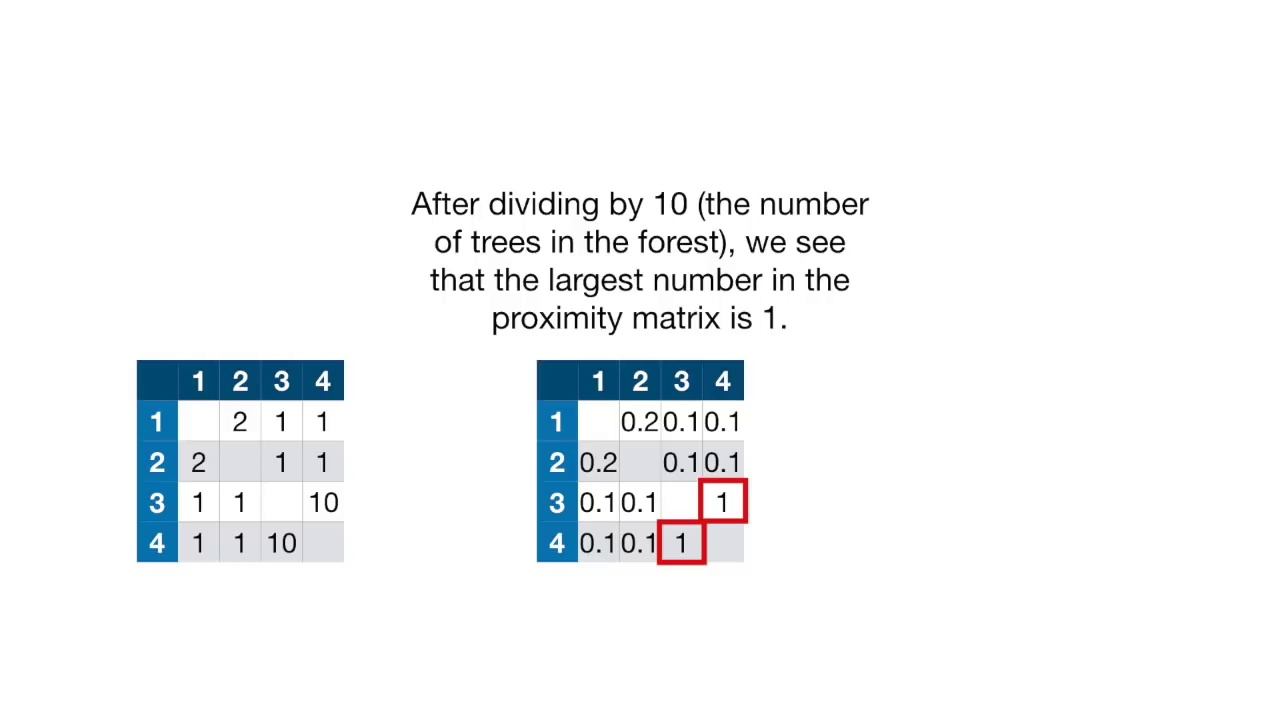 After dividing by 10 (the number
of trees in the forest), we see
that the largest number in the
proximity matrix is 1.
1 2 3 4
1 2 1 1
2 2 1 1
3 1 1 10
4 1 1 10
1 2 3 4
1 0.2 0.1 0.1
2 0.2 0.1 0.1
3 0.1 0.1 1
4 0.1 0.1 1